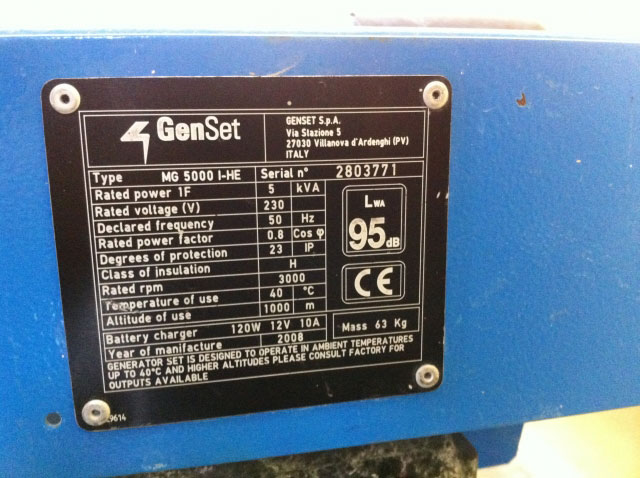 GenSet
GENSET S.p.A.
Via Stazione 5
27030 Villanova d'Ardenghi (PV)
ITALY
Type MG 5000 I-HE Serial n° 2803771
Rated power 1F 5 kVA
Rated voltage (V) 230
Declared frequency 50 Hz
Rated power factor 0.8 Cos φ
Degrees of protection 23 IP
Class of insulation H
Rated rpm 3000
Temperature of use 40 °C
Altitude of use 1000 m
Battery charger 120W 12V 10A
Year of manifacture 2008
LWA
95dB
CE
Mass 63 Kg
GENERATOR SET IS DESIGNED TO OPERATE IN AMBIENT TEMPERATURES
UP TO 40°C AND HIGHER ALTITUDES PLEASE CONSULT FACTORY FOR
OUTPUTS AVAILABLE